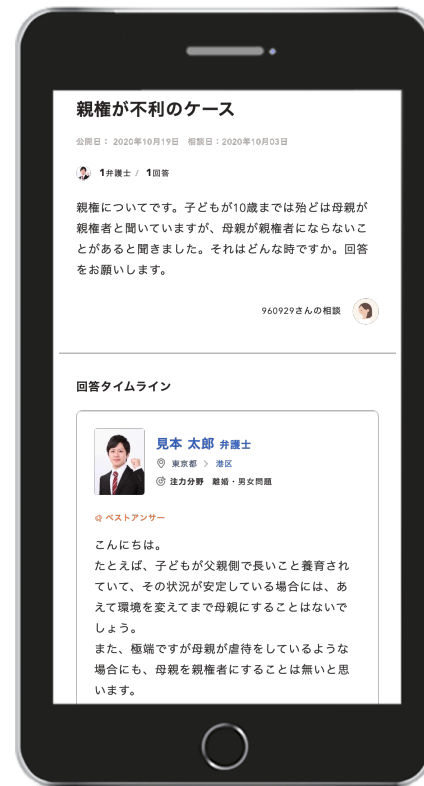 親権が不利のケース
公開日： 2020年10月19日 相談日：2020年10月03日
1弁護士 / 1回答
親権についてです。子どもが10歳までは殆どは母親が
親権者と聞いていますが、母親が親権者にならないこ
とがあると聞きました。それはどんな時ですか。回答
をお願いします。
960929さんの相談
回答タイムライン
見本 太郎 弁護士
東京都 > 港区
注力分野 離婚・男女問題
ベストアンサー
こんにちは。
たとえば、子どもが父親側で長いこと養育され
ていて、その状況が安定している場合には、あ
えて環境を変えてまで母親にすることはないで
しょう。
また、極端ですが母親が虐待をしているような
場合にも、母親を親権者にすることは無いと思
います。